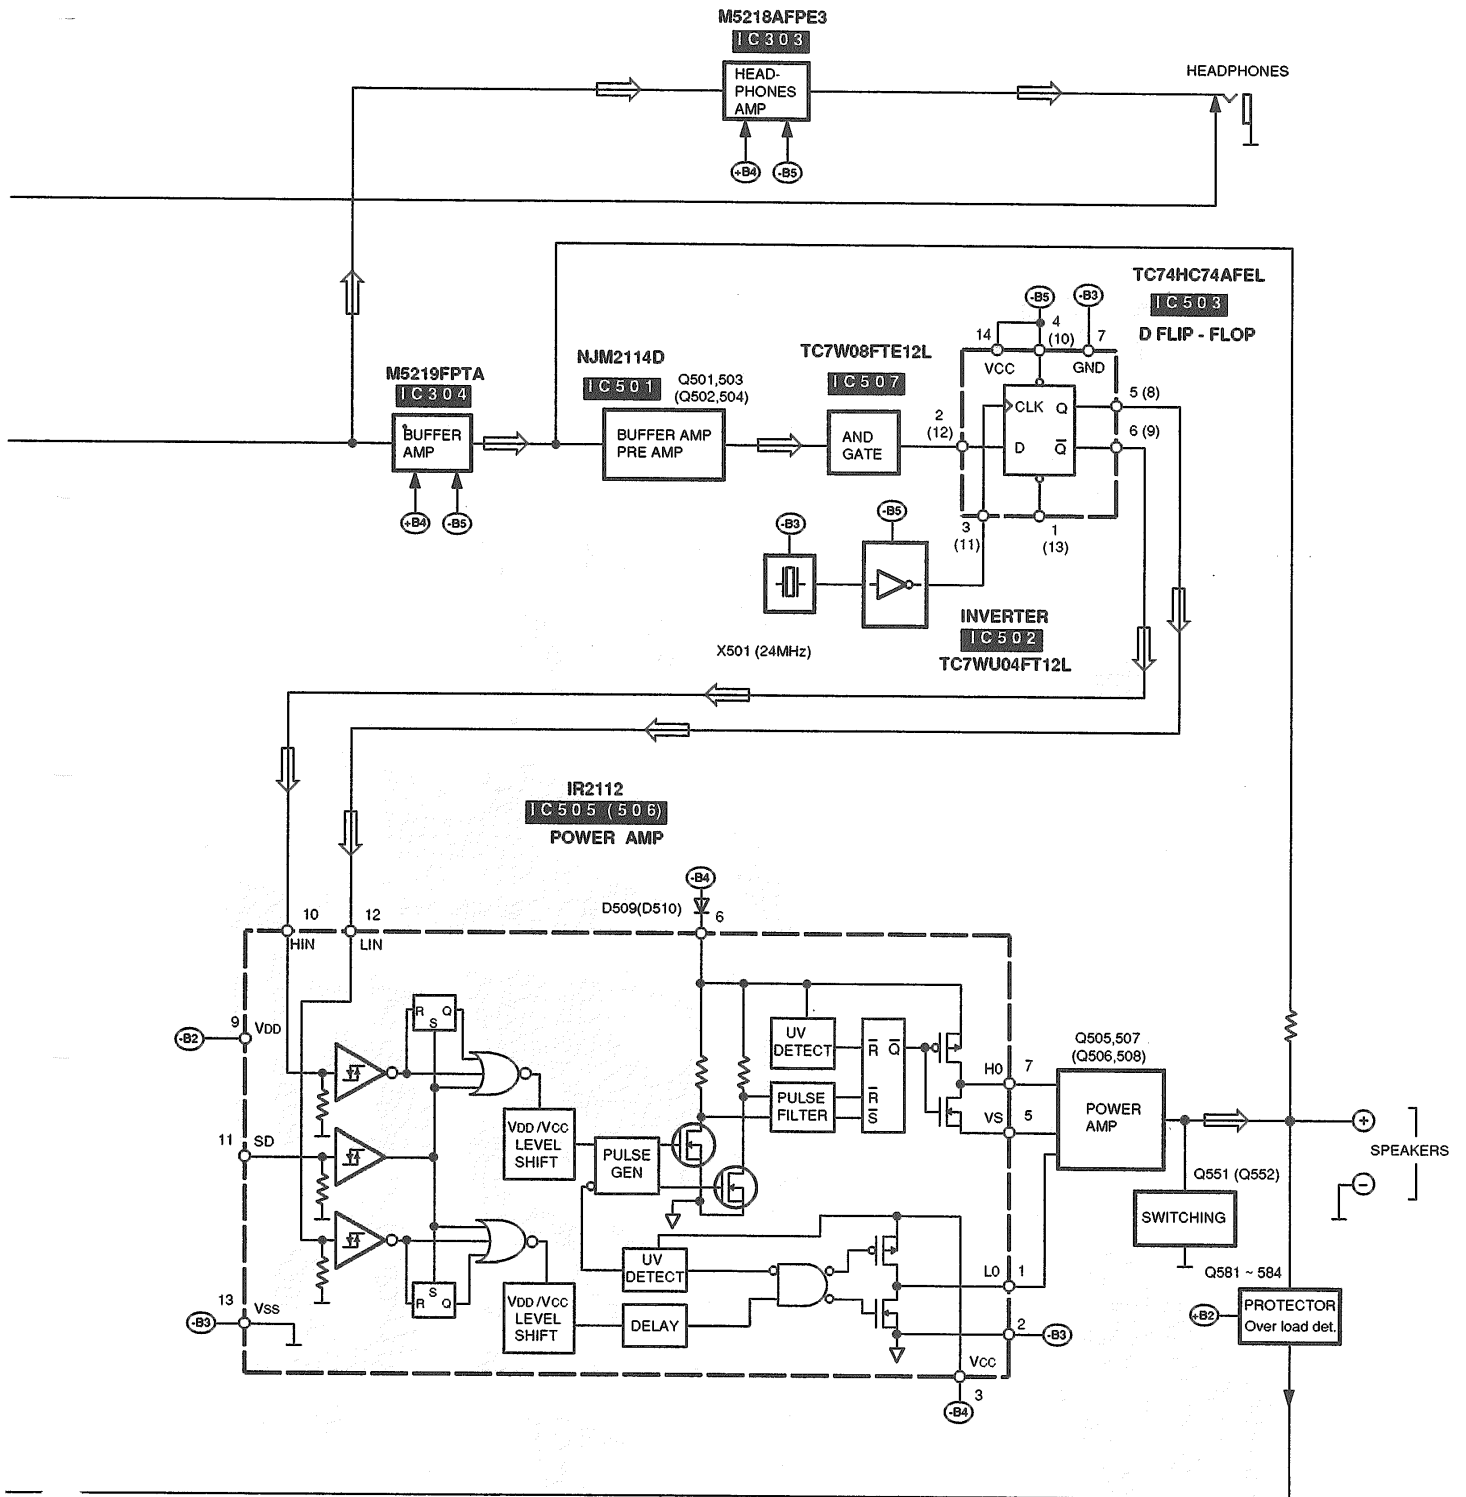 M5218AFPE3
IC303
HEAD-
PHONES
AMP
HEADPHONES
+B4
-B5
TC74HC74AFEL
IC503
D FLIP - FLOP
-B5
-B3
14
4
(10)
7
VCC
GND
NJM2114D
IC501
Q501,503
(Q502,504)
TC7W08FTE12L
IC507
M5219FPTA
IC304
BUFFER
AMP
BUFFER AMP
PRE AMP
AND
GATE
2
(12)
CLK
Q
D
Q̅
5 (8)
6 (9)
+B4
-B5
-B3
-B5
3
(11)
1
(13)
INVERTER
IC502
TC7WU04FT12L
X501 (24MHz)
IR2112
IC505 (506)
POWER AMP
-B4
D509(D510)
6
10
12
HIN
LIN
-B2
9
VDD
R
Q
S
UV
DETECT
R̅
Q̅
PULSE
FILTER
R̅
S̅
H0
7
VS
5
Q505,507
(Q506,508)
POWER
AMP
+
-
SPEAKERS
11
SD
VDD /VCC
LEVEL
SHIFT
PULSE
GEN
Q551 (Q552)
SWITCHING
UV
DETECT
L0
1
Q581 ~ 584
+B2
PROTECTOR
Over load det.
S
R
Q
VDD /VCC
LEVEL
SHIFT
DELAY
13
VSS
-B3
2
-B3
VCC
3
-B4